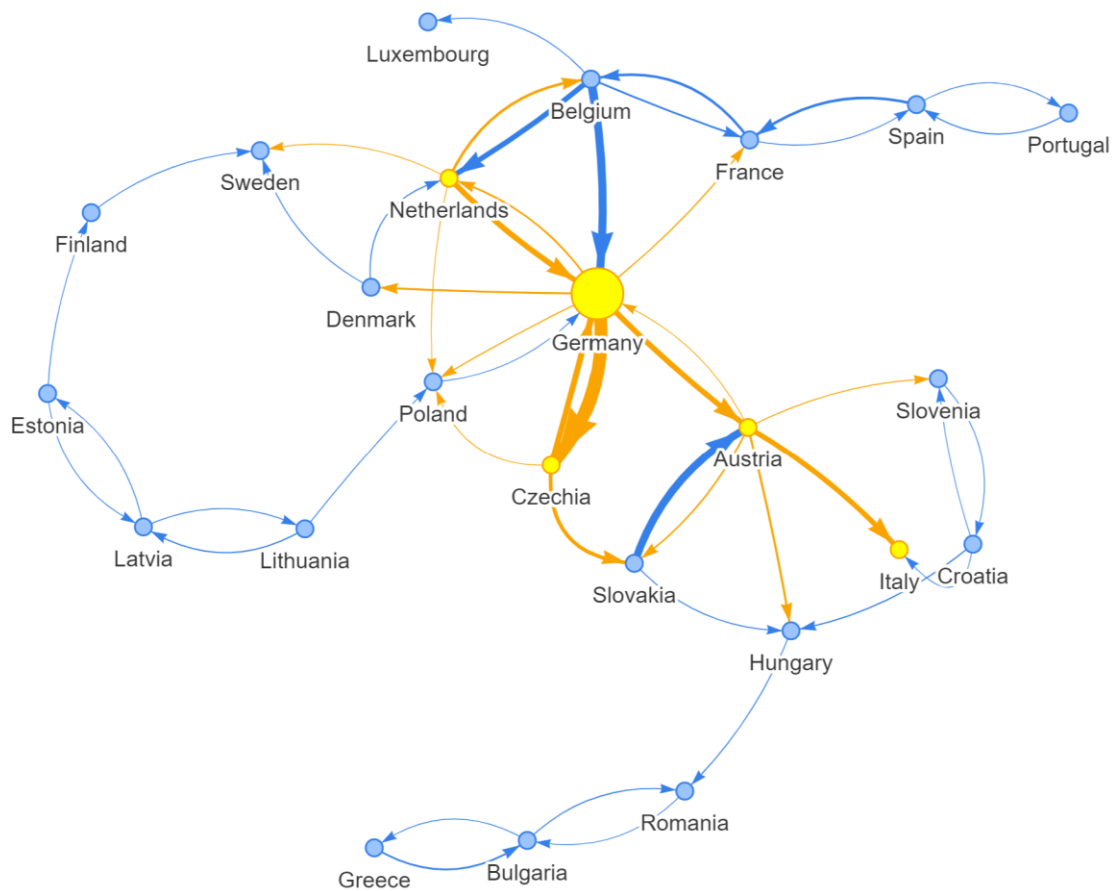 Luxembourg
Belgium
Spain
Portugal
France
Sweden
Netherlands
Finland
Denmark
Germany
Slovenia
Poland
Estonia
Austria
Czechia
Latvia
Lithuania
Italy
Croatia
Slovakia
Hungary
Romania
Bulgaria
Greece